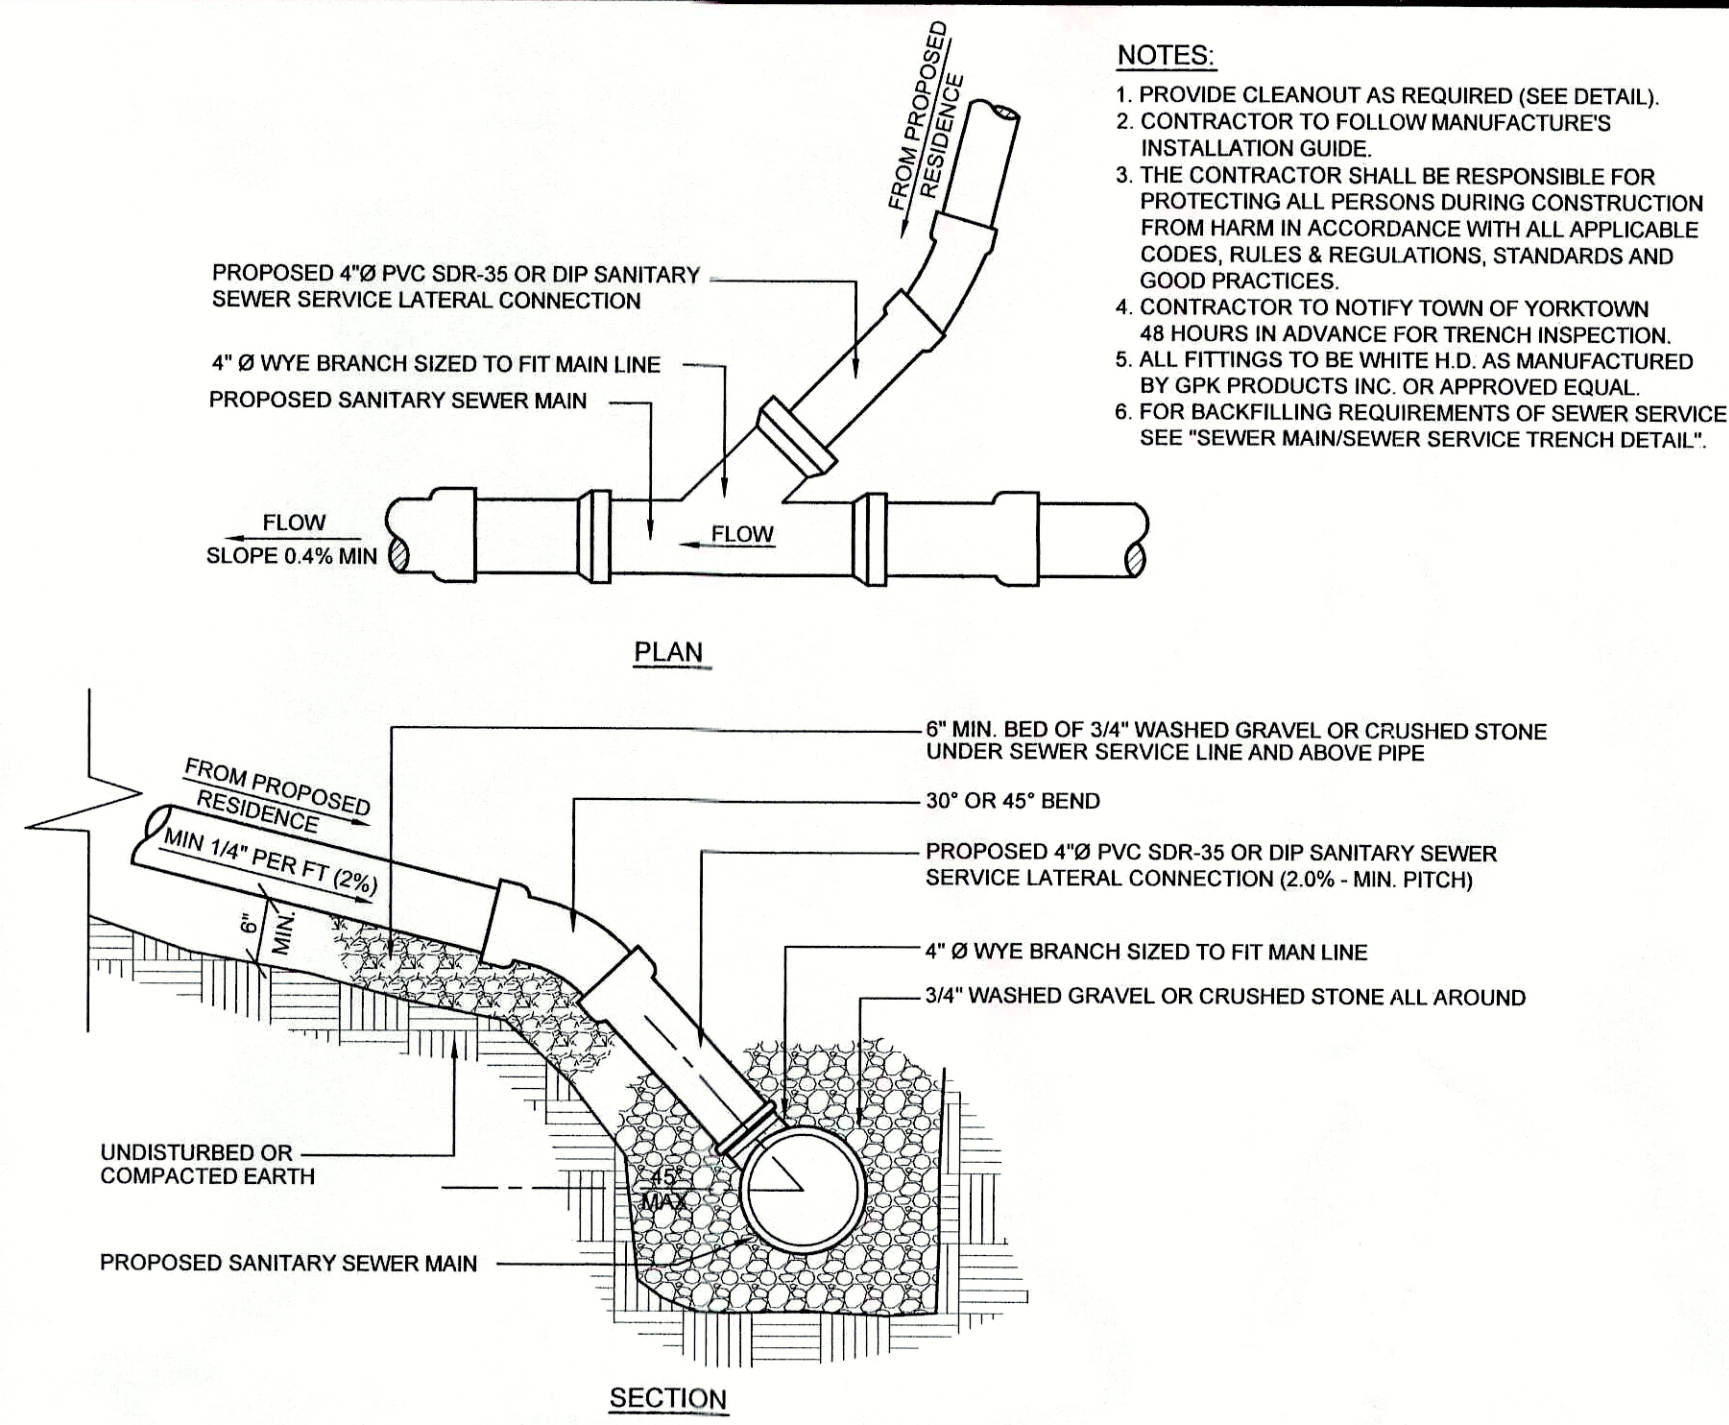 FROM PROPOSED
RESIDENCE
NOTES:
1. PROVIDE CLEANOUT AS REQUIRED (SEE DETAIL).
2. CONTRACTOR TO FOLLOW MANUFACTURE'S
INSTALLATION GUIDE.
3. THE CONTRACTOR SHALL BE RESPONSIBLE FOR
PROTECTING ALL PERSONS DURING CONSTRUCTION
FROM HARM IN ACCORDANCE WITH ALL APPLICABLE
CODES, RULES & REGULATIONS, STANDARDS AND
GOOD PRACTICES.
4. CONTRACTOR TO NOTIFY TOWN OF YORKTOWN
48 HOURS IN ADVANCE FOR TRENCH INSPECTION.
5. ALL FITTINGS TO BE WHITE H.D. AS MANUFACTURED
BY GPK PRODUCTS INC. OR APPROVED EQUAL.
6. FOR BACKFILLING REQUIREMENTS OF SEWER SERVICE
SEE "SEWER MAIN/SEWER SERVICE TRENCH DETAIL".
PROPOSED 4"Ø PVC SDR-35 OR DIP SANITARY
SEWER SERVICE LATERAL CONNECTION
4" Ø WYE BRANCH SIZED TO FIT MAIN LINE
PROPOSED SANITARY SEWER MAIN
FLOW
SLOPE 0.4% MIN
FLOW
PLAN
6" MIN. BED OF 3/4" WASHED GRAVEL OR CRUSHED STONE
UNDER SEWER SERVICE LINE AND ABOVE PIPE
FROM PROPOSED
RESIDENCE
MIN 1/4" PER FT (2%)
6"
MIN.
30° OR 45° BEND
PROPOSED 4"Ø PVC SDR-35 OR DIP SANITARY SEWER
SERVICE LATERAL CONNECTION (2.0% - MIN. PITCH)
4" Ø WYE BRANCH SIZED TO FIT MAN LINE
3/4" WASHED GRAVEL OR CRUSHED STONE ALL AROUND
UNDISTURBED OR
COMPACTED EARTH
45°
MAX
PROPOSED SANITARY SEWER MAIN
SECTION